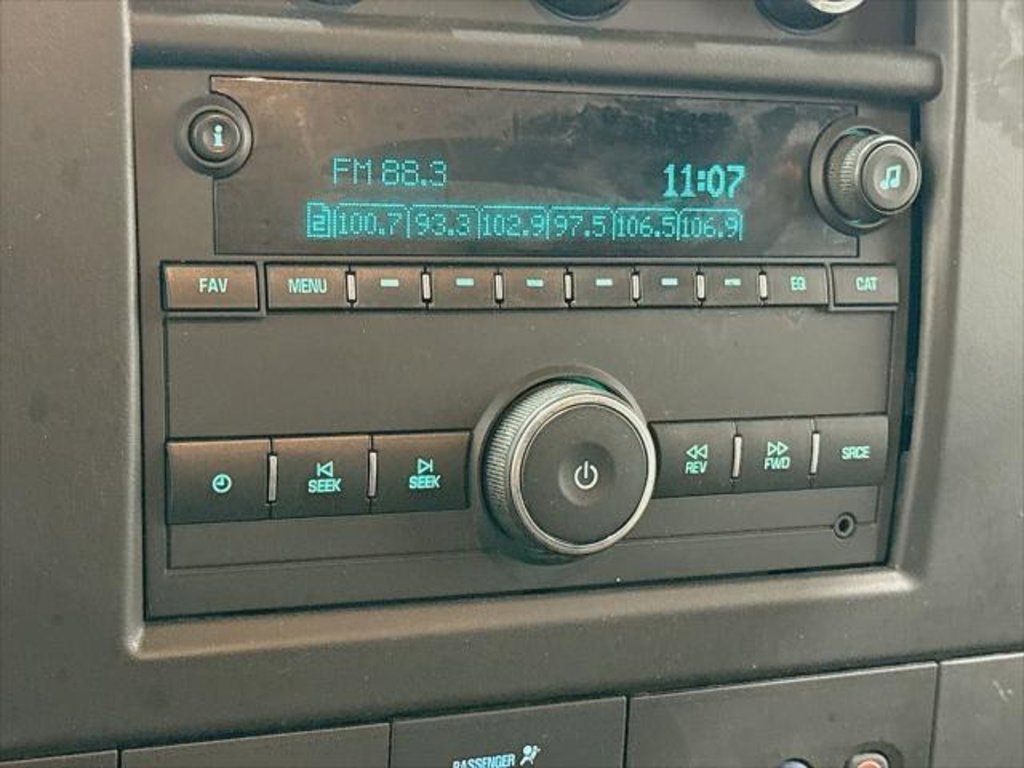 i
FM 88.3 11:07
2 100.7 93.3 102.9 97.5 106.5 106.9
FAV MENU EQ CAT
SEEK SEEK REV FWD SRCE
PASSENGER